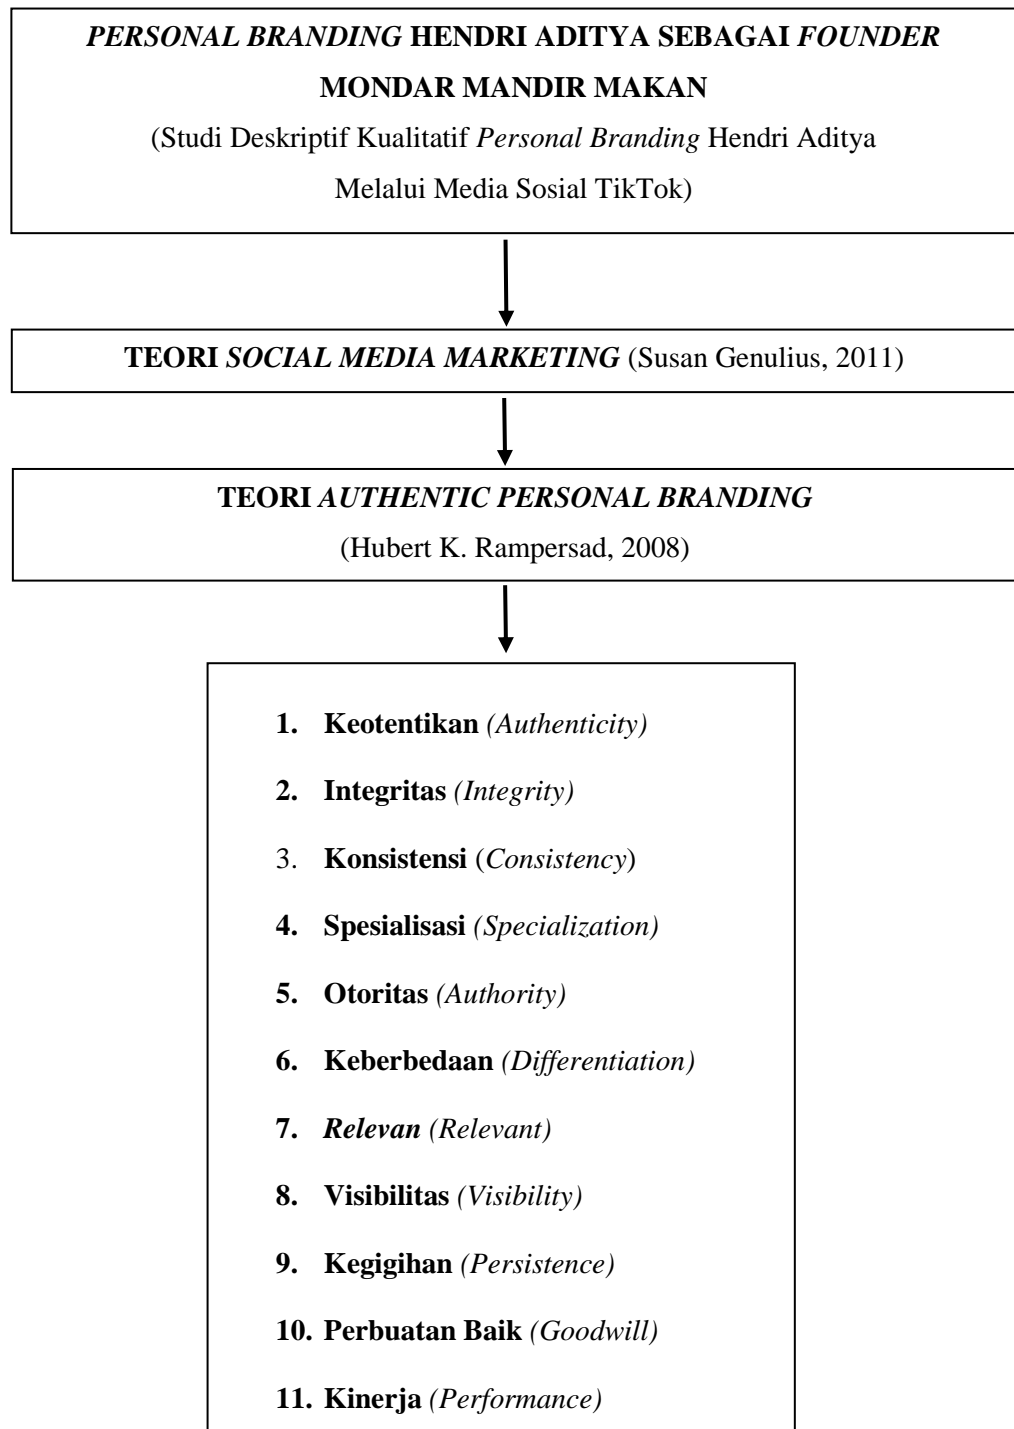 PERSONAL BRANDING HENDRI ADITYA SEBAGAI FOUNDER
MONDAR MANDIR MAKAN
(Studi Deskriptif Kualitatif Personal Branding Hendri Aditya
Melalui Media Sosial TikTok)
TEORI SOCIAL MEDIA MARKETING (Susan Genulius, 2011)
TEORI AUTHENTIC PERSONAL BRANDING
(Hubert K. Rampersad, 2008)
1. Keotentikan (Authenticity)
2. Integritas (Integrity)
3. Konsistensi (Consistency)
4. Spesialisasi (Specialization)
5. Otoritas (Authority)
6. Keberbedaan (Differentiation)
7. Relevan (Relevant)
8. Visibilitas (Visibility)
9. Kegigihan (Persistence)
10. Perbuatan Baik (Goodwill)
11. Kinerja (Performance)